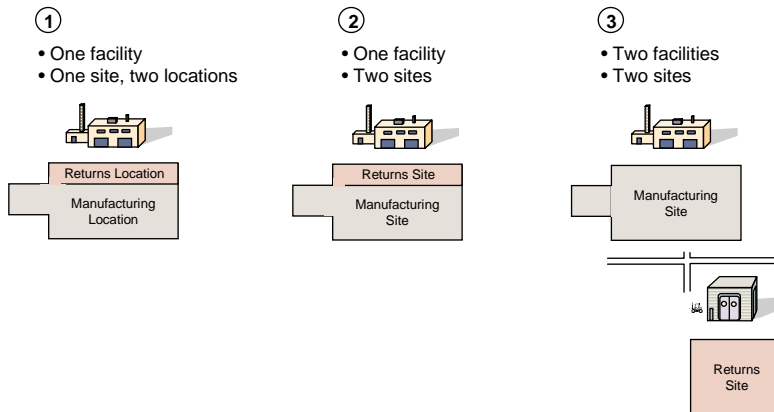 1
• One facility
• One site, two locations
Returns Location
Manufacturing
Location
2
• One facility
• Two sites
Returns Site
Manufacturing
Site
3
• Two facilities
• Two sites
Manufacturing
Site
Returns
Site